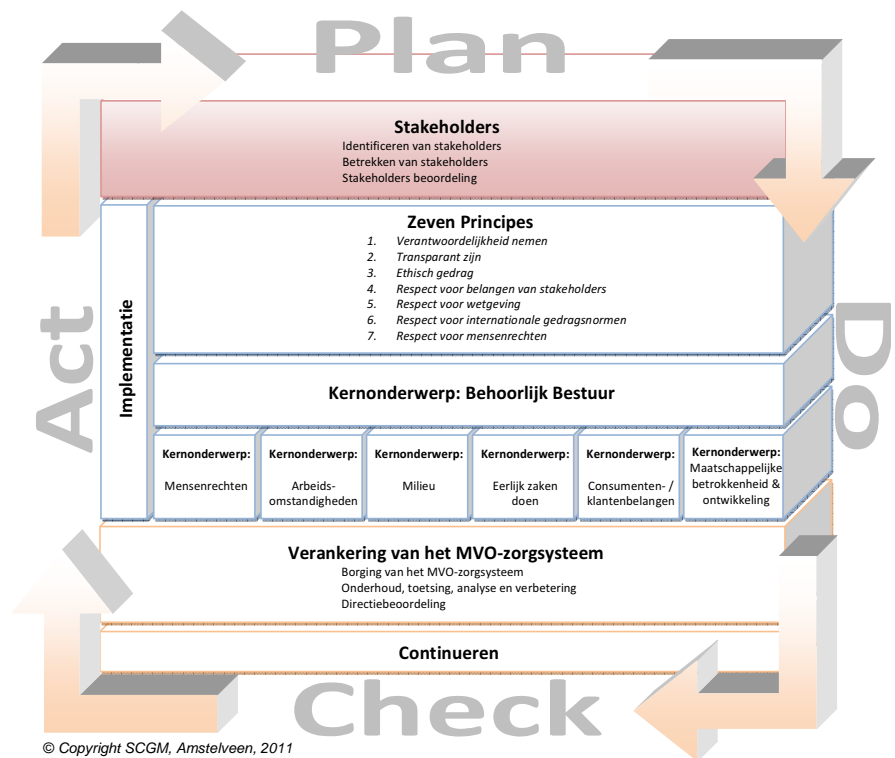 Plan
Stakeholders
Identificeren van stakeholders
Betrekken van stakeholders
Stakeholders beoordeling
Act
Do
Implementatie
Zeven Principes
1. Verantwoordelijkheid nemen
2. Transparant zijn
3. Ethisch gedrag
4. Respect voor belangen van stakeholders
5. Respect voor wetgeving
6. Respect voor internationale gedragsnormen
7. Respect voor mensenrechten
Kernonderwerp: Behoorlijk Bestuur
Kernonderwerp:
Mensenrechten
Kernonderwerp:
Arbeids-
omstandigheden
Kernonderwerp:
Milieu
Kernonderwerp:
Eerlijk zaken
doen
Kernonderwerp:
Consumenten- /
klantenbelangen
Kernonderwerp:
Maatschappelijke
betrokkenheid &
ontwikkeling
Verankering van het MVO-zorgsysteem
Borging van het MVO-zorgsysteem
Onderhoud, toetsing, analyse en verbetering
Directiebeoordeling
Continueren
Check
© Copyright SCGM, Amstelveen, 2011